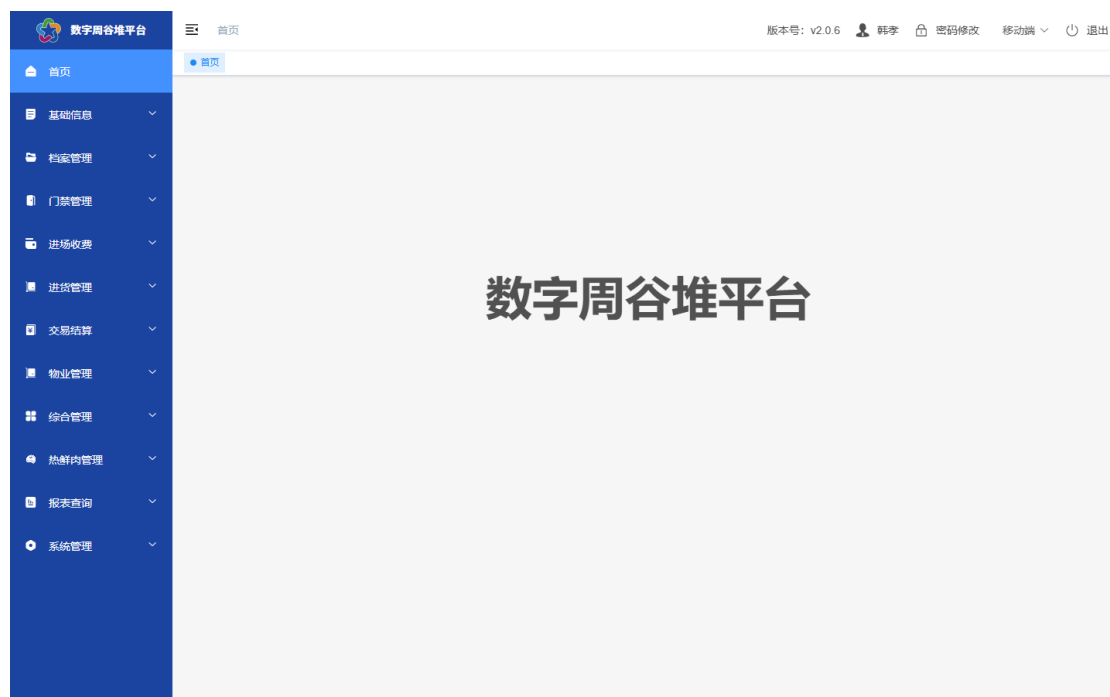 数字周谷堆平台
首页
版本号：v2.0.6 韩孝 密码修改 移动端 退出
首页
首页
基础信息
档案管理
门禁管理
进场收费
进货管理
交易结算
物业管理
综合管理
热鲜肉管理
报表查询
系统管理
数字周谷堆平台